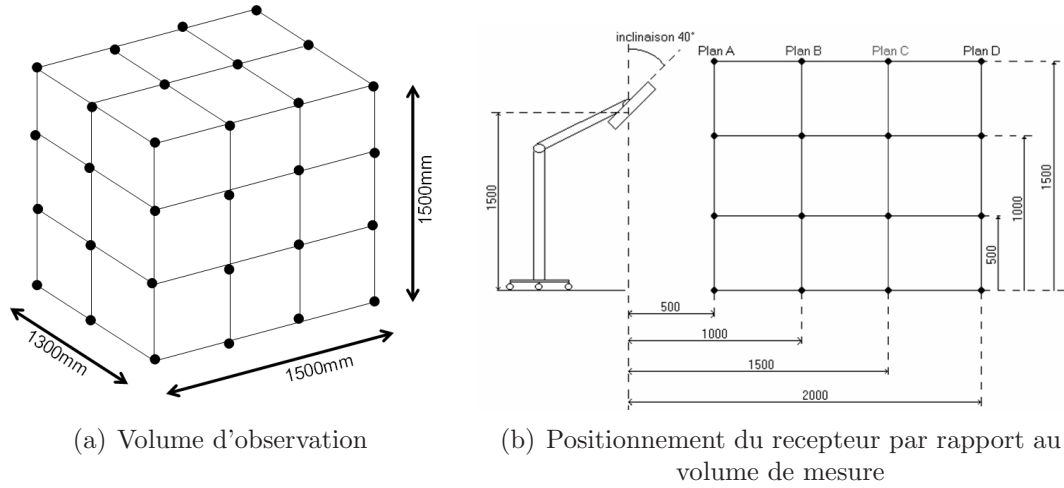 1500mm
1300mm
1500mm
(a) Volume d'observation
inclinaison 40°
Plan A
Plan B
Plan C
Plan D
1500
500
1000
1500
500
1000
1500
2000
(b) Positionnement du recepteur par rapport au
volume de mesure